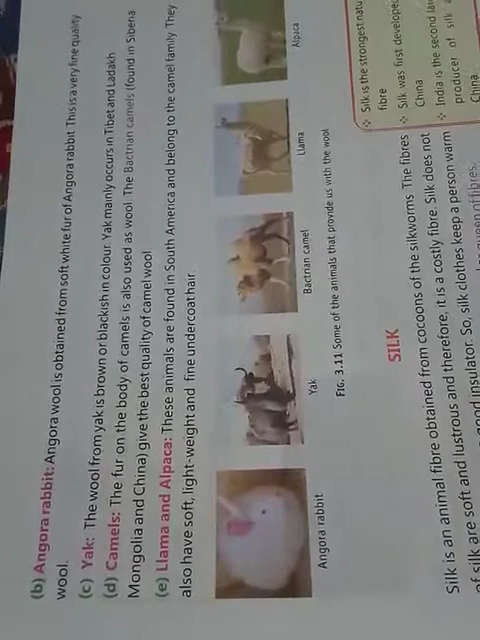 (b) Angora rabbit: Angora wool is obtained from soft white fur of Angora rabbit. This is a very fine quality
wool.
(c) Yak: The wool from yak is brown or blackish in colour. Yak mainly occurs in Tibet and Ladakh
(d) Camels: The fur on the body of camels is also used as wool. The Bactrian camels (found in Siberia
Mongolia and China) give the best quality of camel wool
(e) Llama and Alpaca: These animals are found in South America and belong to the camel family. They
also have soft, light-weight and fine undercoat hair.
Angora rabbit
Yak
Bactrian camel
Llama
Alpaca
FIG. 3.11 Some of the animals that provide us with the wool
SILK
Silk is an animal fibre obtained from cocoons of the silkworms. The fibres
of silk are soft and lustrous and therefore, it is a costly fibre. Silk does not
good insulator. So, silk clothes keep a person warm
queen of fibres.
❖ Silk is the strongest
fibre
❖ Silk was first
China
❖ India is the second
producer of silk
China.